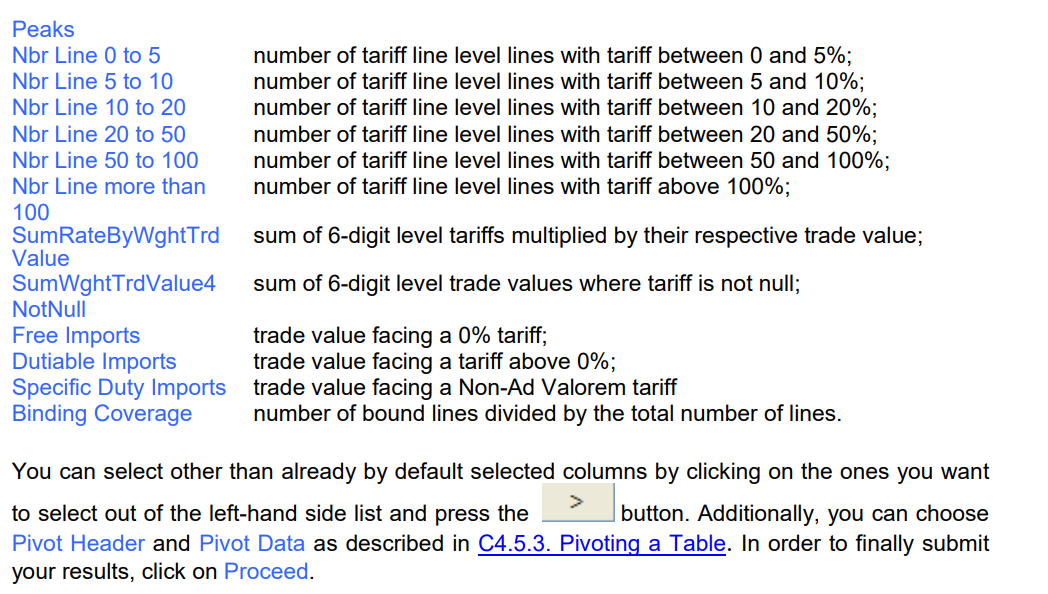 Peaks
Nbr Line 0 to 5 number of tariff line level lines with tariff between 0 and 5%;
Nbr Line 5 to 10 number of tariff line level lines with tariff between 5 and 10%;
Nbr Line 10 to 20 number of tariff line level lines with tariff between 10 and 20%;
Nbr Line 20 to 50 number of tariff line level lines with tariff between 20 and 50%;
Nbr Line 50 to 100 number of tariff line level lines with tariff between 50 and 100%;
Nbr Line more than number of tariff line level lines with tariff above 100%;
100
SumRateByWghtTrd sum of 6-digit level tariffs multiplied by their respective trade value;
Value
SumWghtTrdValue4 sum of 6-digit level trade values where tariff is not null;
NotNull
Free Imports trade value facing a 0% tariff;
Dutiable Imports trade value facing a tariff above 0%;
Specific Duty Imports trade value facing a Non-Ad Valorem tariff
Binding Coverage number of bound lines divided by the total number of lines.
You can select other than already by default selected columns by clicking on the ones you want
to select out of the left-hand side list and press the > button. Additionally, you can choose
Pivot Header and Pivot Data as described in C4.5.3. Pivoting a Table. In order to finally submit
your results, click on Proceed.